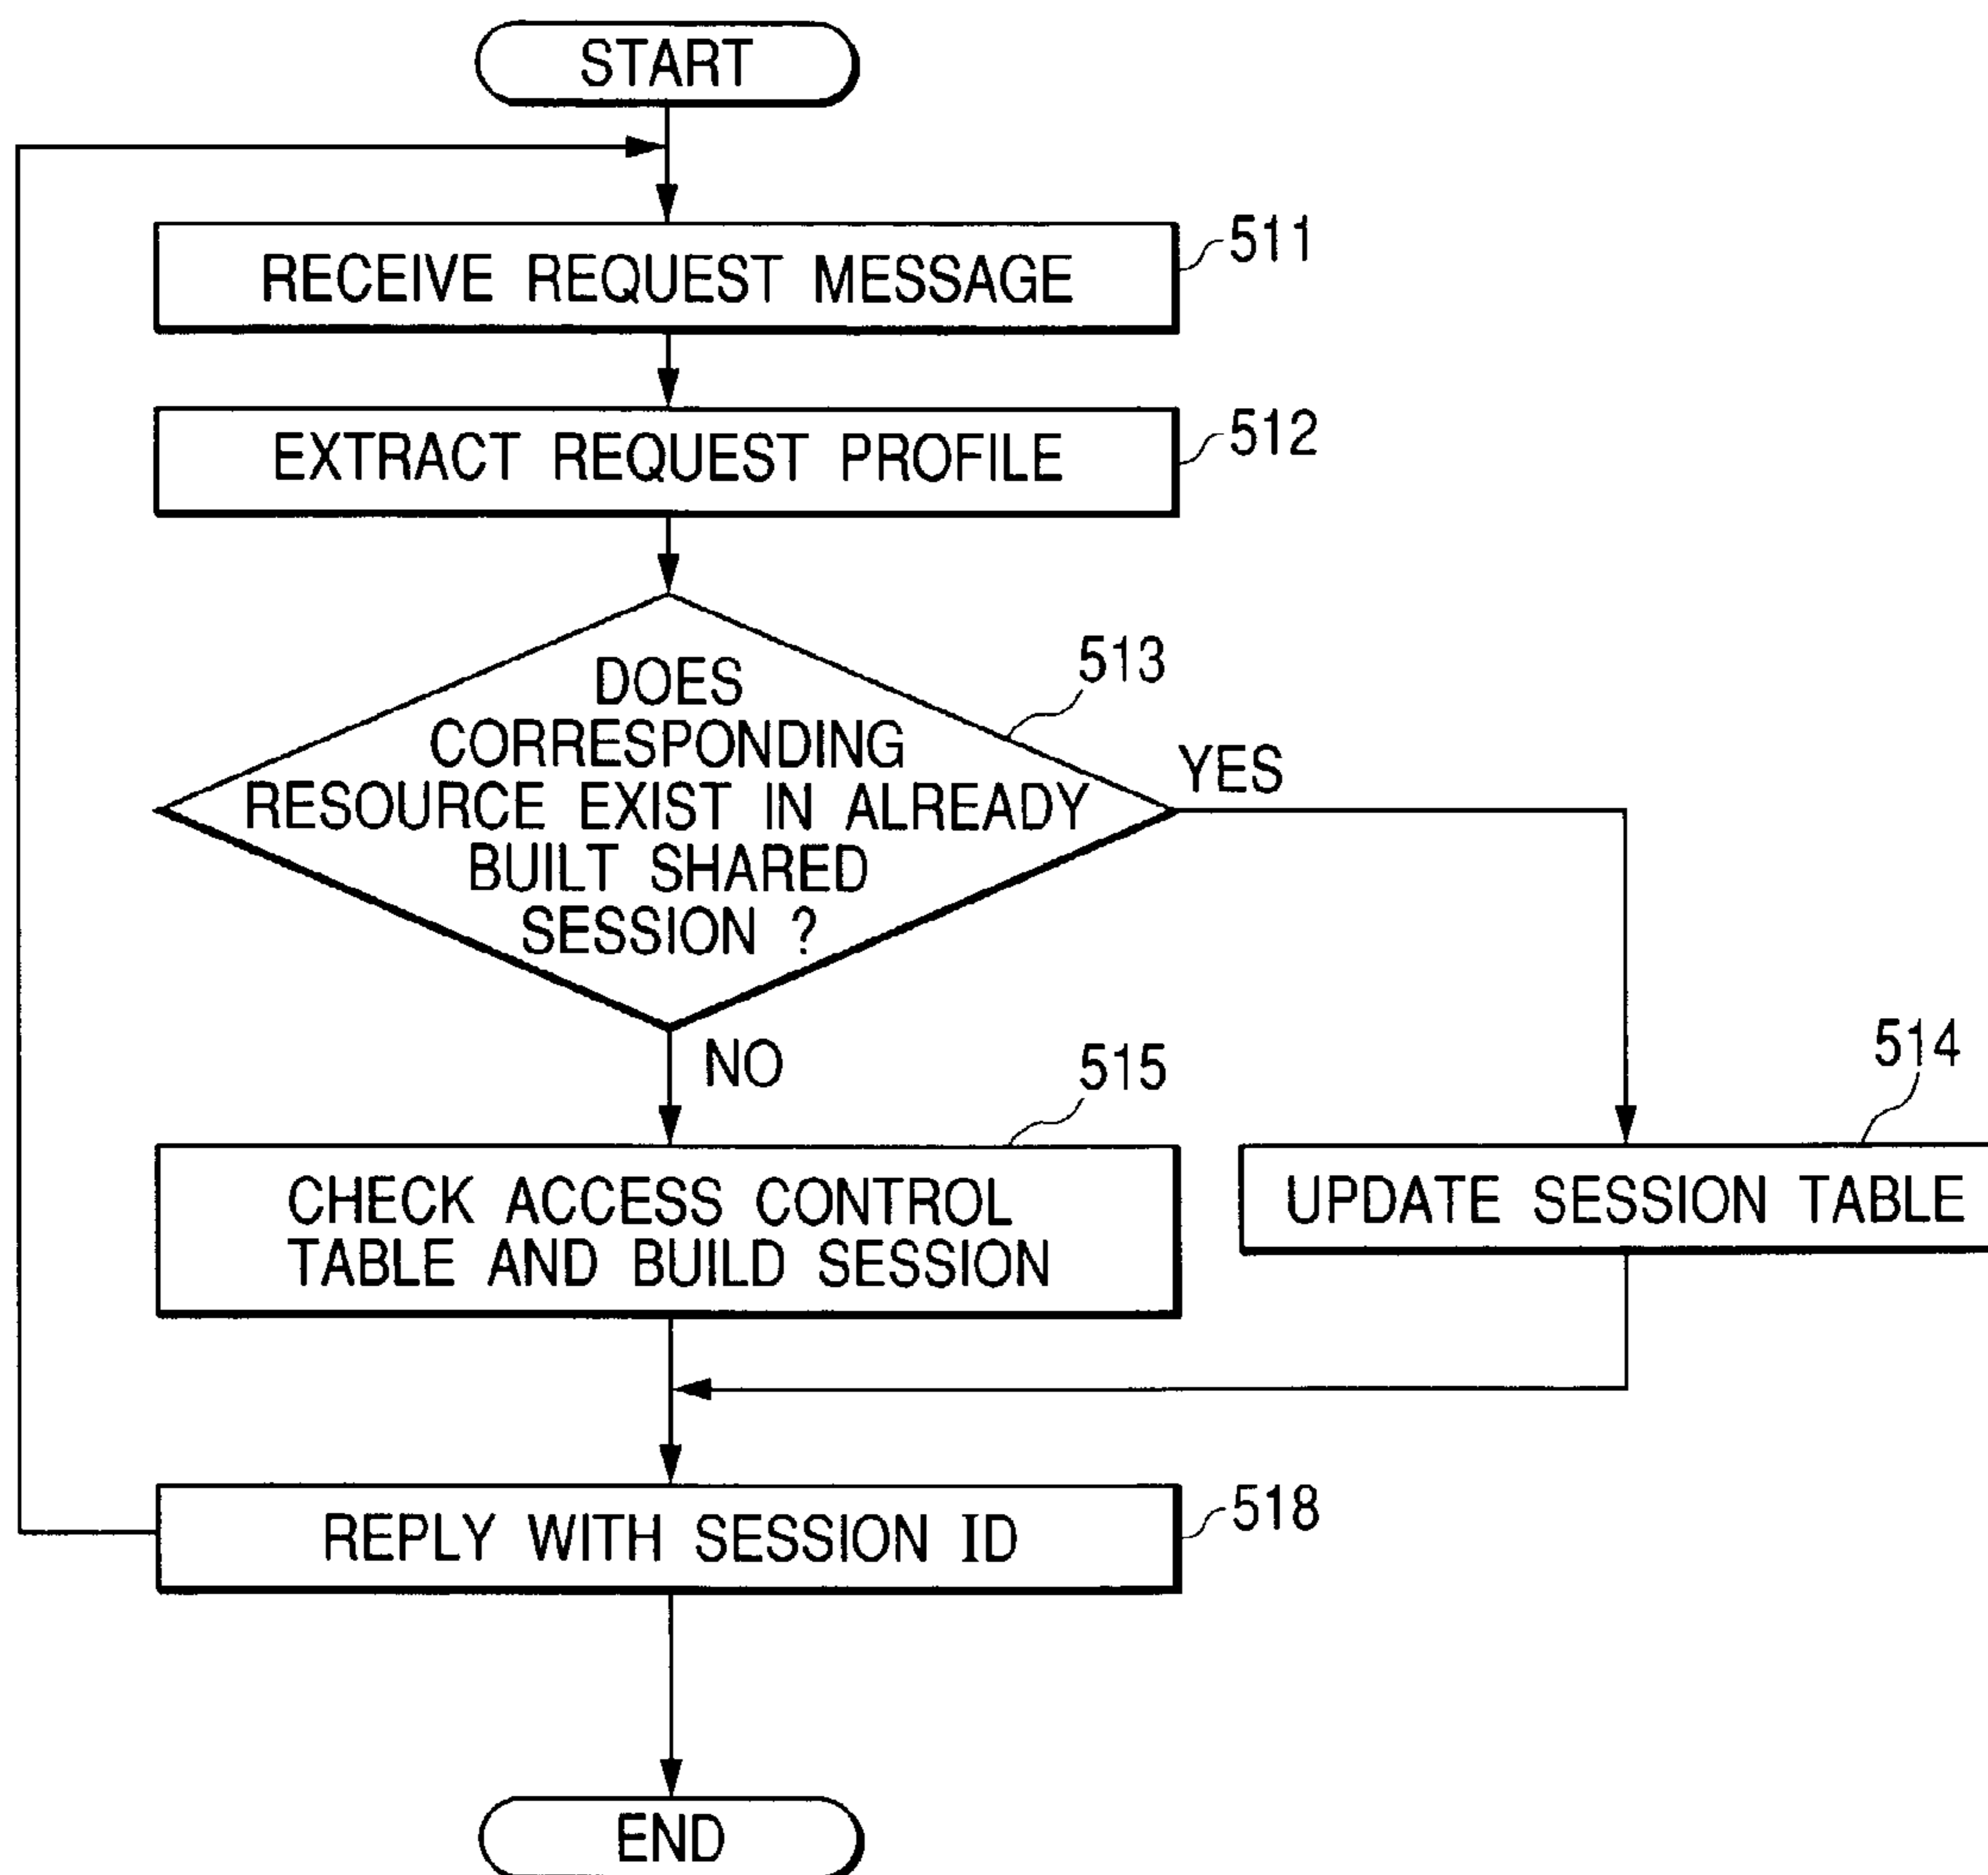 START
RECEIVE REQUEST MESSAGE
511
EXTRACT REQUEST PROFILE
512
DOES
CORRESPONDING
RESOURCE EXIST IN ALREADY
BUILT SHARED
SESSION ?
513
YES
NO
515
514
CHECK ACCESS CONTROL
TABLE AND BUILD SESSION
UPDATE SESSION TABLE
REPLY WITH SESSION ID
518
END